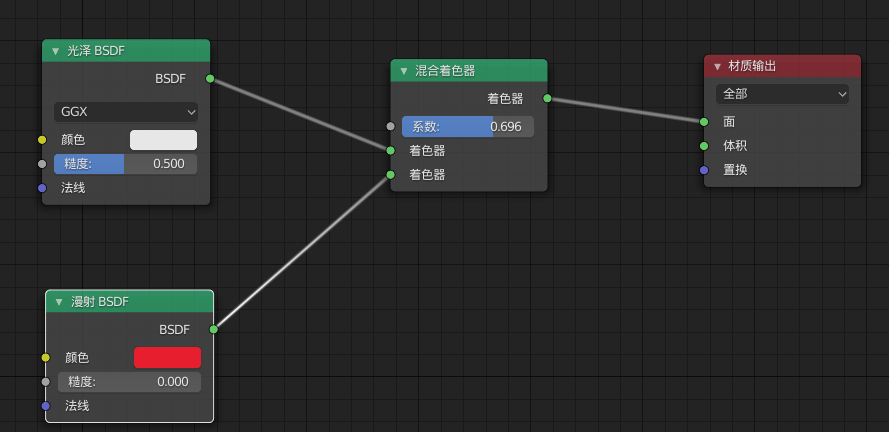 光泽 BSDF
BSDF
GGX
颜色
糙度: 0.500
法线
漫射 BSDF
BSDF
颜色
糙度: 0.000
法线
混合着色器
着色器
系数: 0.696
着色器
着色器
材质输出
全部
面
体积
置换